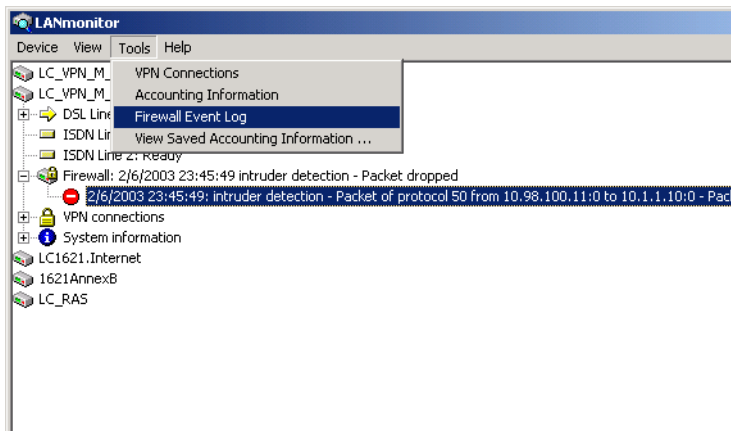 LANmonitor
Device View Tools Help
LC_VPN_M_ VPN Connections
LC_VPN_M_ Accounting Information
DSL Line Firewall Event Log
ISDN Lin View Saved Accounting Information ...
ISDN Line 2: Ready
Firewall: 2/6/2003 23:45:49 intruder detection - Packet dropped
2/6/2003 23:45:49: intruder detection - Packet of protocol 50 from 10.98.100.11:0 to 10.1.1.10:0 - Pac
VPN connections
System information
LC1621.Internet
1621AnnexB
LC_RAS